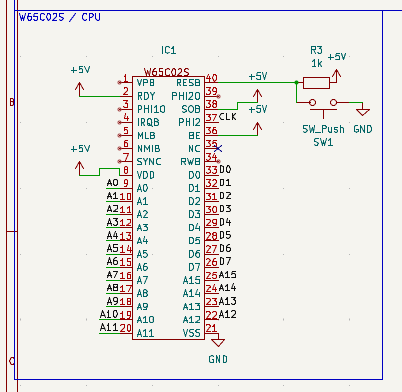 W65C02S / CPU
IC1
W65C02S
R3
1k
+5V
+5V
+5V
+5V
+5V
1 VPB RESB 40
2 RDY PHI2O 39
3 PHI1O SOB 38
4 IRQB PHI2 37 CLK
5 MLB BE 36
6 NMIB NC 35
7 SYNC RWB 34
8 VDD D0 33 D0
A0 9 A0 D1 32 D1
A1 10 A1 D2 31 D2
A2 11 A2 D3 30 D3
A3 12 A3 D4 29 D4
A4 13 A4 D5 28 D5
A5 14 A5 D6 27 D6
A6 15 A6 D7 26 D7
A7 16 A7 A15 25 A15
A8 17 A8 A14 24 A14
A9 18 A9 A13 23 A13
A10 19 A10 A12 22 A12
A11 20 A11 VSS 21
SW_Push
SW1
GND
GND
B
C